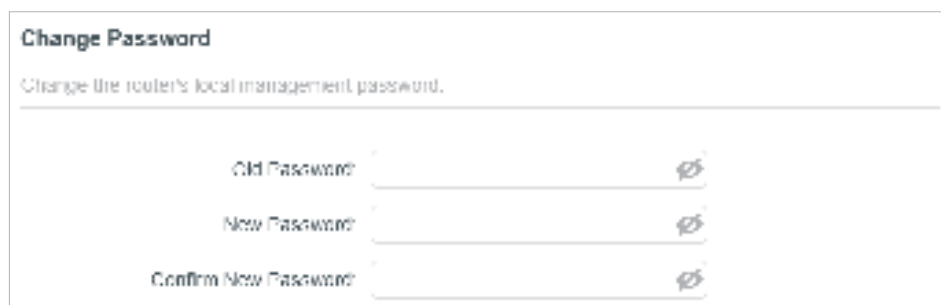 Change Password
Change the router's local management password.
Old Password:
New Password:
Confirm New Password: